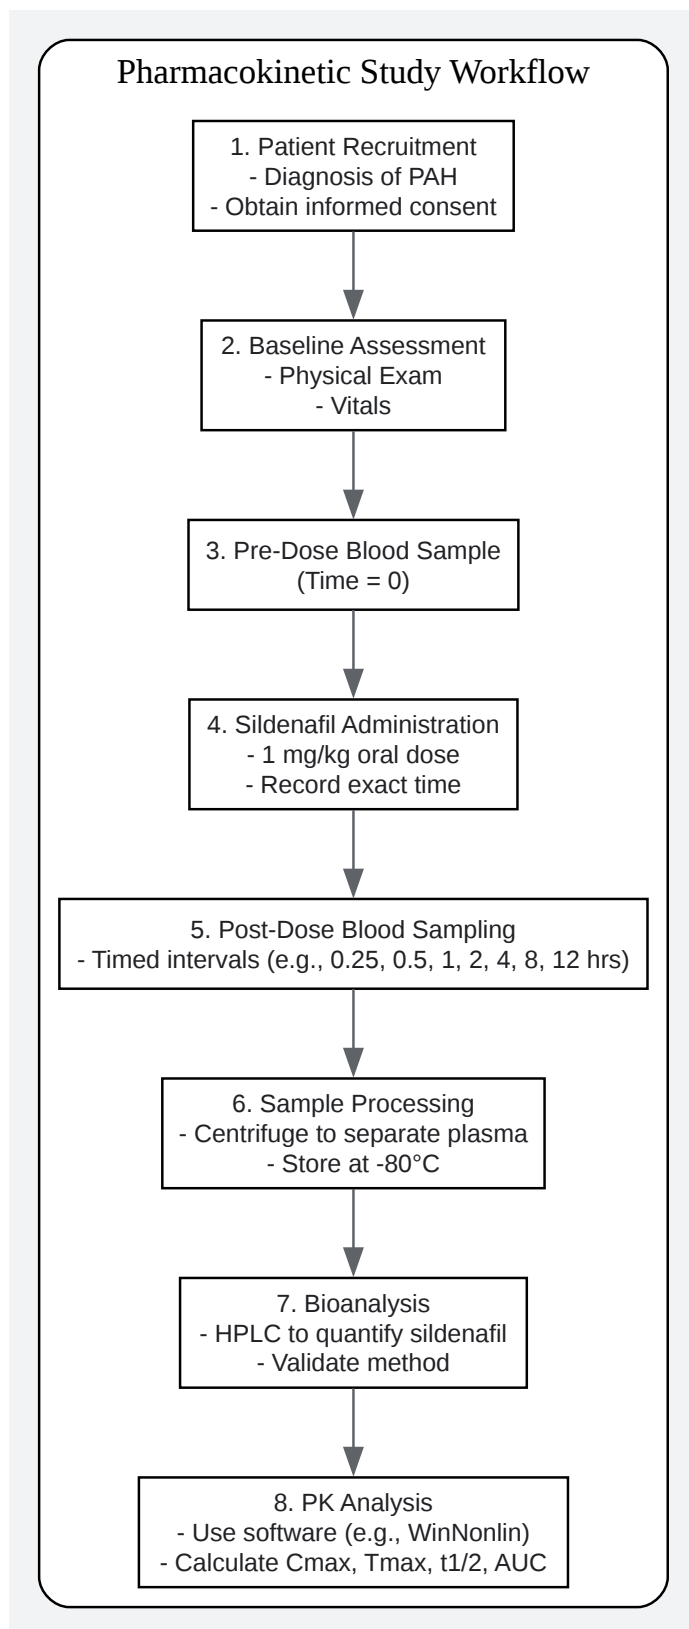 Pharmacokinetic Study Workflow
1. Patient Recruitment
- Diagnosis of PAH
- Obtain informed consent
2. Baseline Assessment
- Physical Exam
- Vitals
3. Pre-Dose Blood Sample
(Time = 0)
4. Sildenafil Administration
- 1 mg/kg oral dose
- Record exact time
5. Post-Dose Blood Sampling
- Timed intervals (e.g., 0.25, 0.5, 1, 2, 4, 8, 12 hrs)
6. Sample Processing
- Centrifuge to separate plasma
- Store at -80°C
7. Bioanalysis
- HPLC to quantify sildenafil
- Validate method
8. PK Analysis
- Use software (e.g., WinNonlin)
- Calculate Cmax, Tmax, t1/2, AUC